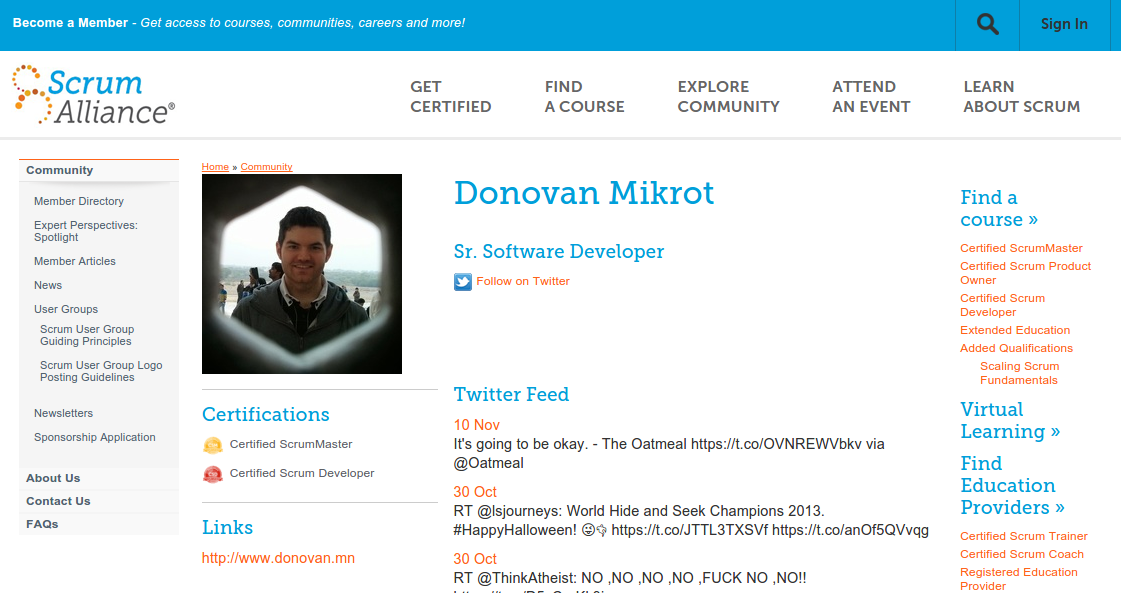 Become a Member - Get access to courses, communities, careers and more!
Sign In
Scrum
Alliance®
GET
CERTIFIED
FIND
A COURSE
EXPLORE
COMMUNITY
ATTEND
AN EVENT
LEARN
ABOUT SCRUM
Community
Member Directory
Expert Perspectives:
Spotlight
Member Articles
News
User Groups
Scrum User Group
Guiding Principles
Scrum User Group Logo
Posting Guidelines
Newsletters
Sponsorship Application
About Us
Contact Us
FAQs
Home » Community
Certifications
Certified ScrumMaster
Certified Scrum Developer
Links
http://www.donovan.mn
Donovan Mikrot
Sr. Software Developer
Follow on Twitter
Twitter Feed
10 Nov
It's going to be okay. - The Oatmeal https://t.co/OVNREWVbkv via
@Oatmeal
30 Oct
RT @lsjourneys: World Hide and Seek Champions 2013.
#HappyHalloween! 😜👎 https://t.co/JTTL3TXSVf https://t.co/anOf5QVvqg
30 Oct
RT @ThinkAtheist: NO ,NO ,NO ,NO ,FUCK NO ,NO!!
Find a
course »
Certified ScrumMaster
Certified Scrum Product
Owner
Certified Scrum
Developer
Extended Education
Added Qualifications
Scaling Scrum
Fundamentals
Virtual
Learning »
Find
Education
Providers »
Certified Scrum Trainer
Certified Scrum Coach
Registered Education
Provider